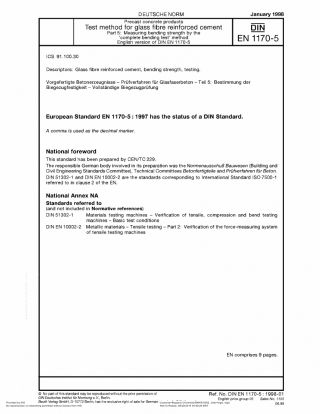 DEUTSCHE NORM
January 1998
Precast concrete products
Test method for glass fibre reinforced cement
Part 5: Measuring bending strength by the
'complete bending test' method
English version of DIN EN 1170-5
DIN
EN 1170-5
ICS 91.100.30
Descriptors: Glass fibre reinforced cement, bending strength, testing.
Vorgefertigte Betonerzeugnisse – Prüfverfahren für Glasfaserbeton – Teil 5: Bestimmung der
Biegezugfestigkeit – Vollständige Biegezugprüfung
European Standard EN 1170-5 : 1997 has the status of a DIN Standard.
A comma is used as the decimal marker.
National foreword
This standard has been prepared by CEN/TC 229.
The responsible German body involved in its preparation was the Normenausschuß Bauwesen (Building and
Civil Engineering Standards Committee), Technical Committees Betonfertigteile and Prüfverfahren für Beton.
DIN 51302-1 and DIN EN 10002-2 are the standards corresponding to International Standard ISO 7500-1
referred to in clause 2 of the EN.
National Annex NA
Standards referred to
(and not included in Normative references)
DIN 51302-1 Materials testing machines – Verification of tensile, compression and bend testing
machines – Basic test conditions
DIN EN 10002-2 Metallic materials – Tensile testing – Part 2: Verification of the force-measuring system
of tensile testing machines
EN comprises 8 pages.
© No part of this standard may be reproduced without the prior permission of
DIN Deutsches Institut für Normung e.V., Berlin.
Beuth Verlag GmbH, D-10772 Berlin, has the exclusive right of sale for German
Ref. No. DIN EN 1170-5 : 1998-01
English price group 06 Sales No. 1106